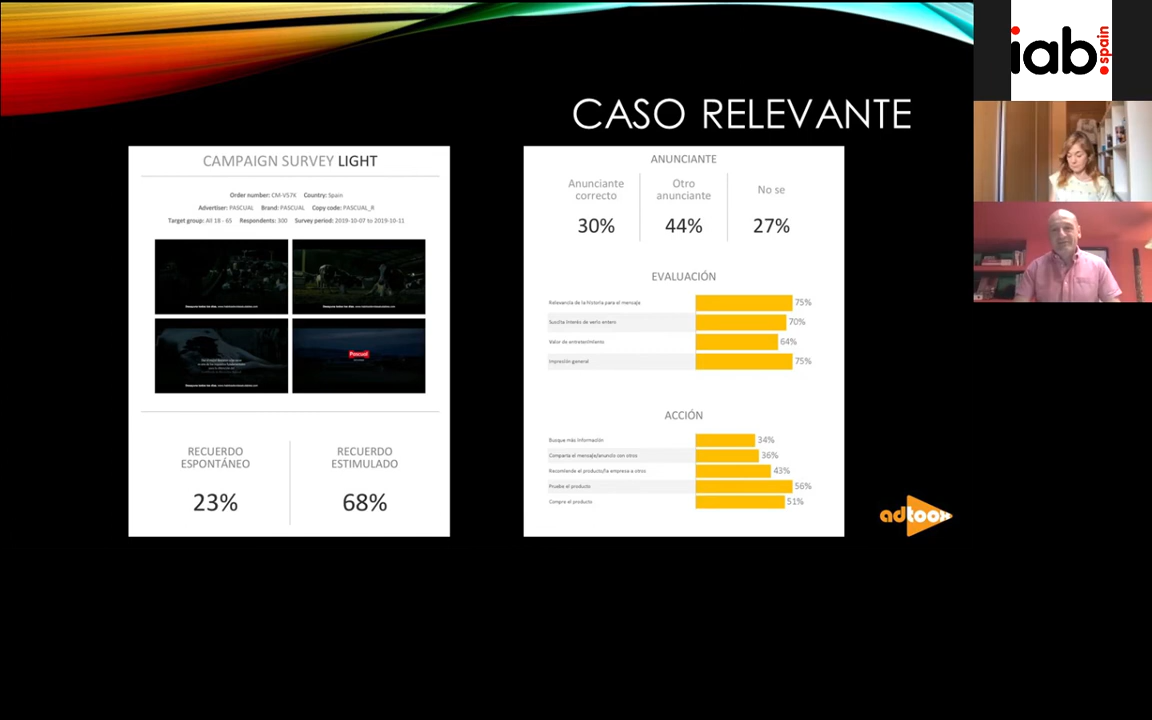 iab.spain
CASO RELEVANTE
CAMPAIGN SURVEY LIGHT
Order number: CM-V57K Country: Spain
Advertiser: PASCUAL Brand: PASCUAL Copy code: PASCUAL_R
Target group: All 18 - 65 Respondents: 300 Survey period: 2019-10-07 to 2019-10-11
Pascual
RECUERDO
ESPONTÁNEO
23%
RECUERDO
ESTIMULADO
68%
ANUNCIANTE
Anunciante
correcto
30%
Otro
anunciante
44%
No se
27%
EVALUACIÓN
Relevancia de la historia para el mensaje 75%
Suscita interés de verlo entero 70%
Valor de entretenimiento 64%
Impresión general 75%
ACCIÓN
Busque más información 34%
Comparta el mensaje/anuncio con otros 36%
Recomiende el producto/la empresa a otros 43%
Pruebe el producto 56%
Compre el producto 51%
adtoox